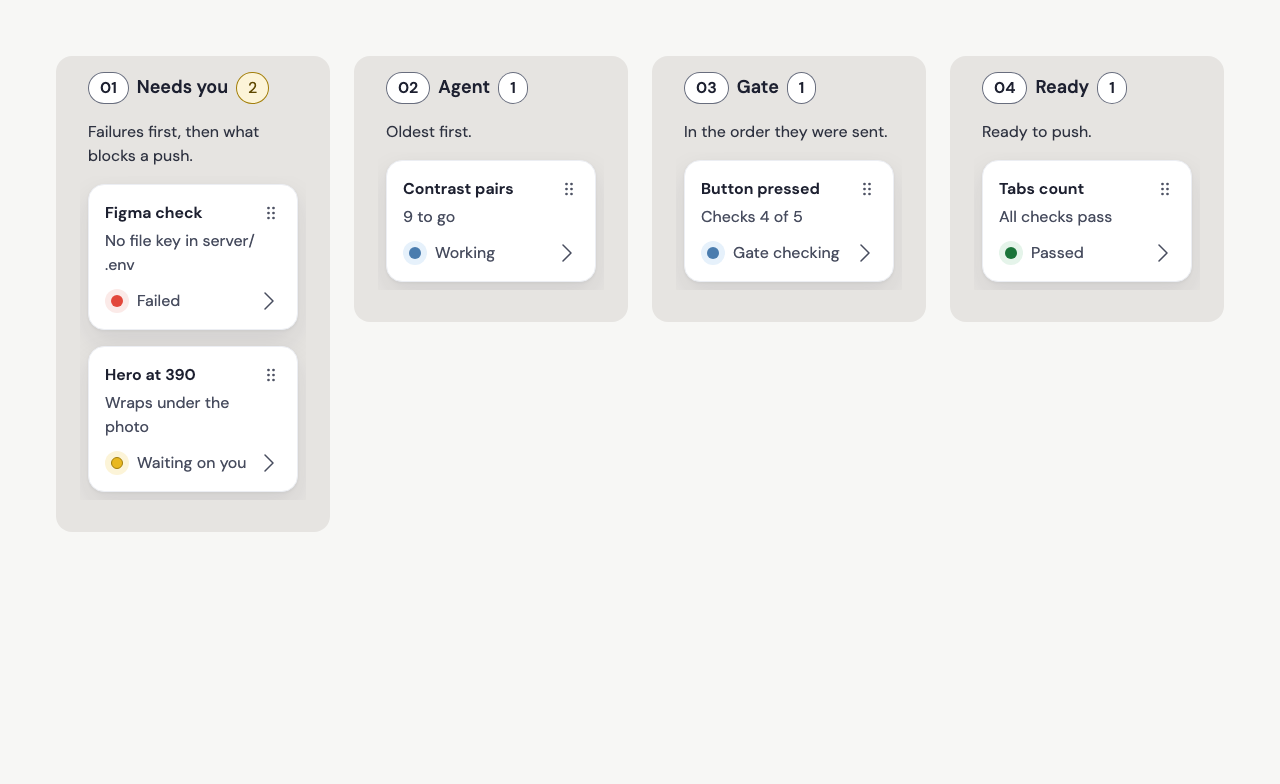 01 Needs you 2
Failures first, then what
blocks a push.
Figma check
No file key in server/
.env
Failed
Hero at 390
Wraps under the
photo
Waiting on you
02 Agent 1
Oldest first.
Contrast pairs
9 to go
Working
03 Gate 1
In the order they were sent.
Button pressed
Checks 4 of 5
Gate checking
04 Ready 1
Ready to push.
Tabs count
All checks pass
Passed